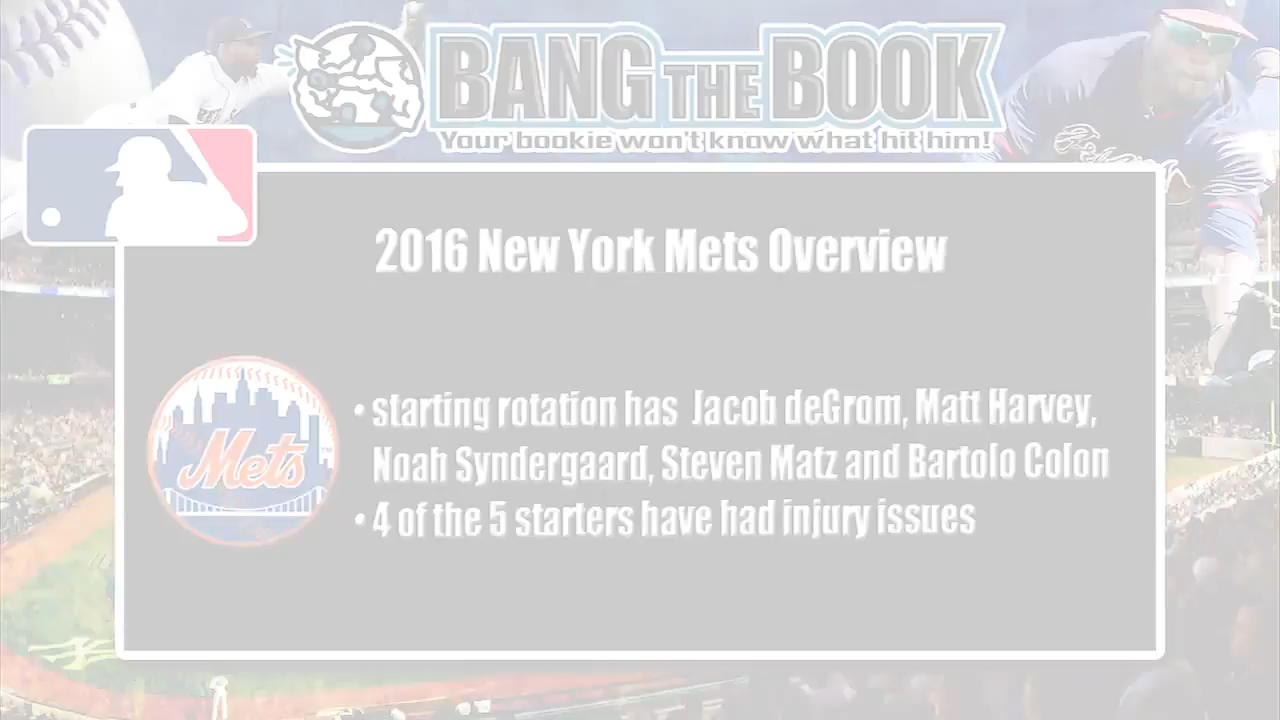 BANG THE BOOK
Your bookie won't know what hit him!
2016 New York Mets Overview
Mets
• starting rotation has Jacob deGrom, Matt Harvey,
Noah Syndergaard, Steven Matz and Bartolo Colon
• 4 of the 5 starters have had injury issues